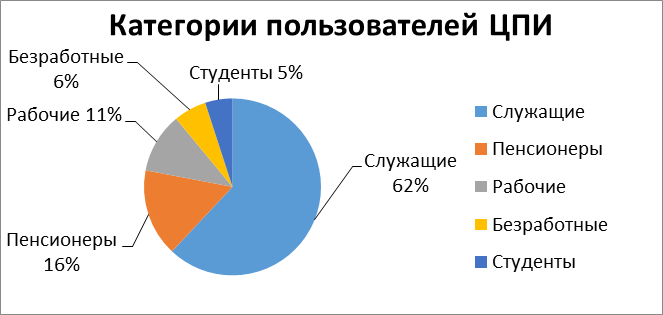 Категории пользователей ЦПИ
Безработные
6%
Студенты 5%
Рабочие 11%
Служащие
62%
Пенсионеры
16%
Служащие
Пенсионеры
Рабочие
Безработные
Студенты